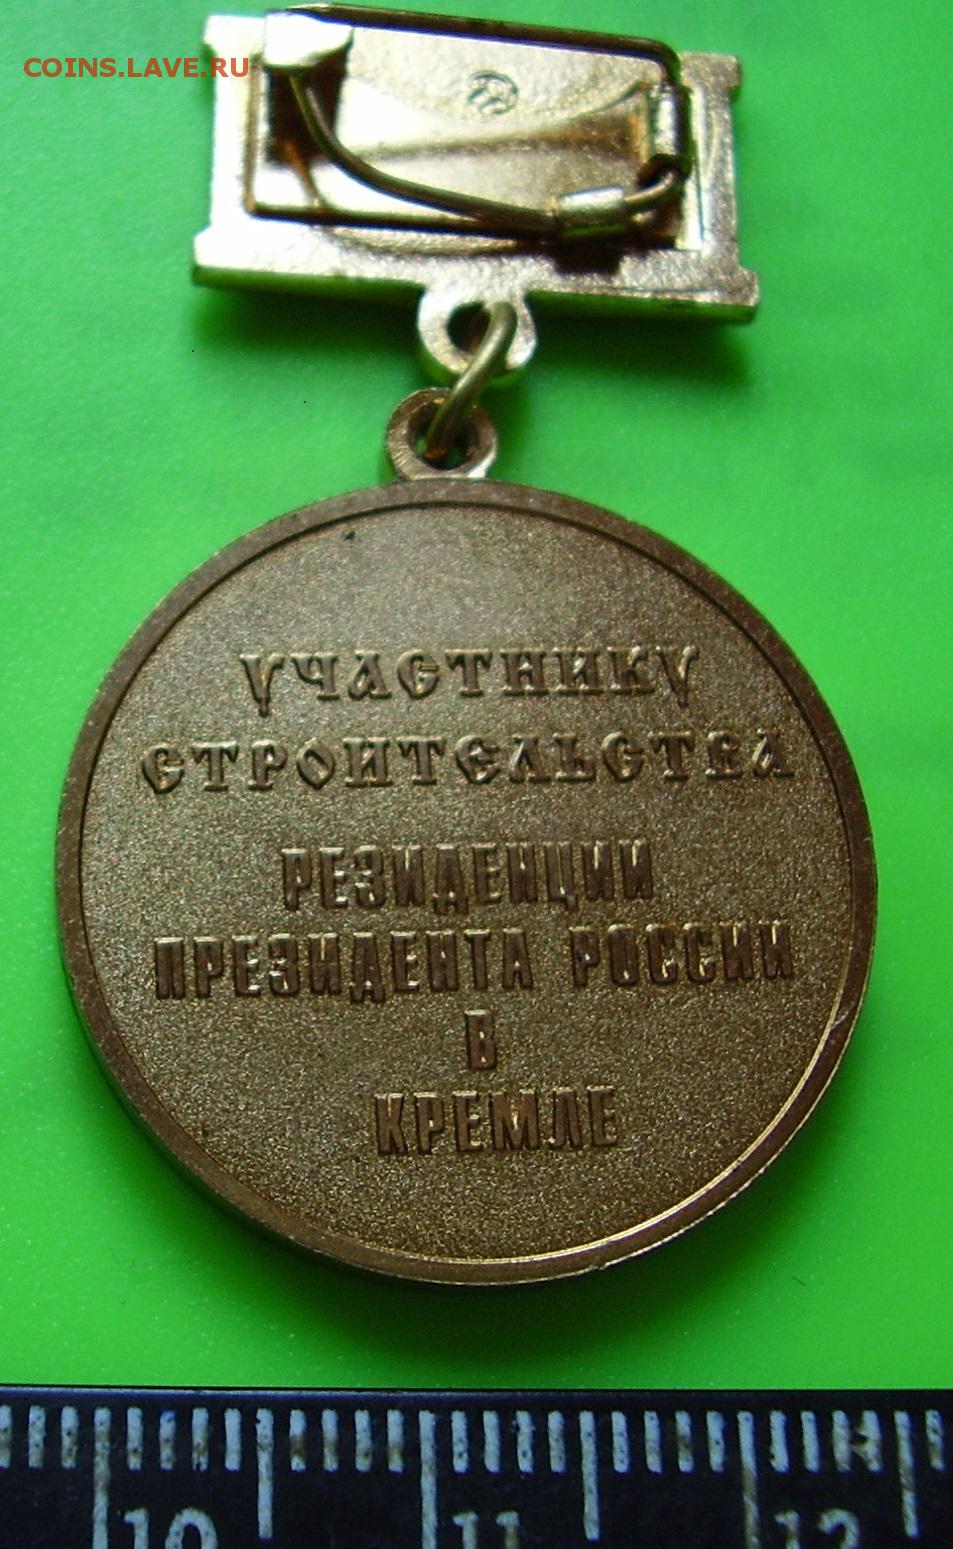 COINS.LAVE.RU
УЧАСТНИКУ
СТРОИТЕЛЬСТВА
РЕЗИДЕНЦИИ
ПРЕЗИДЕНТА РОССИИ
В
КРЕМЛЕ
10 11 12